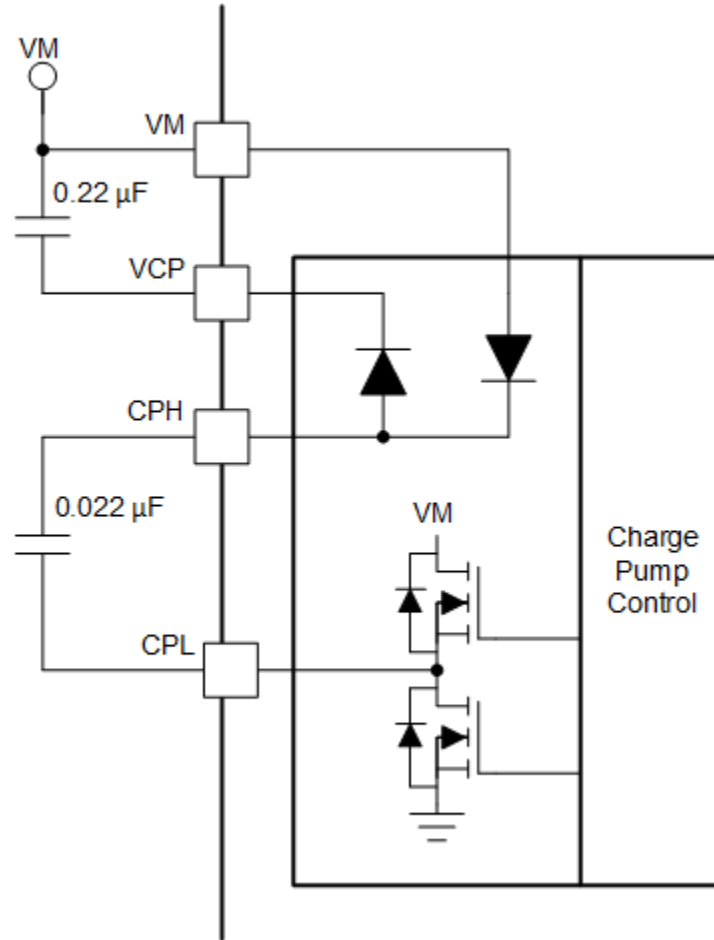 VM
VM
0.22 µF
VCP
CPH
0.022 µF
VM
CPL
Charge
Pump
Control